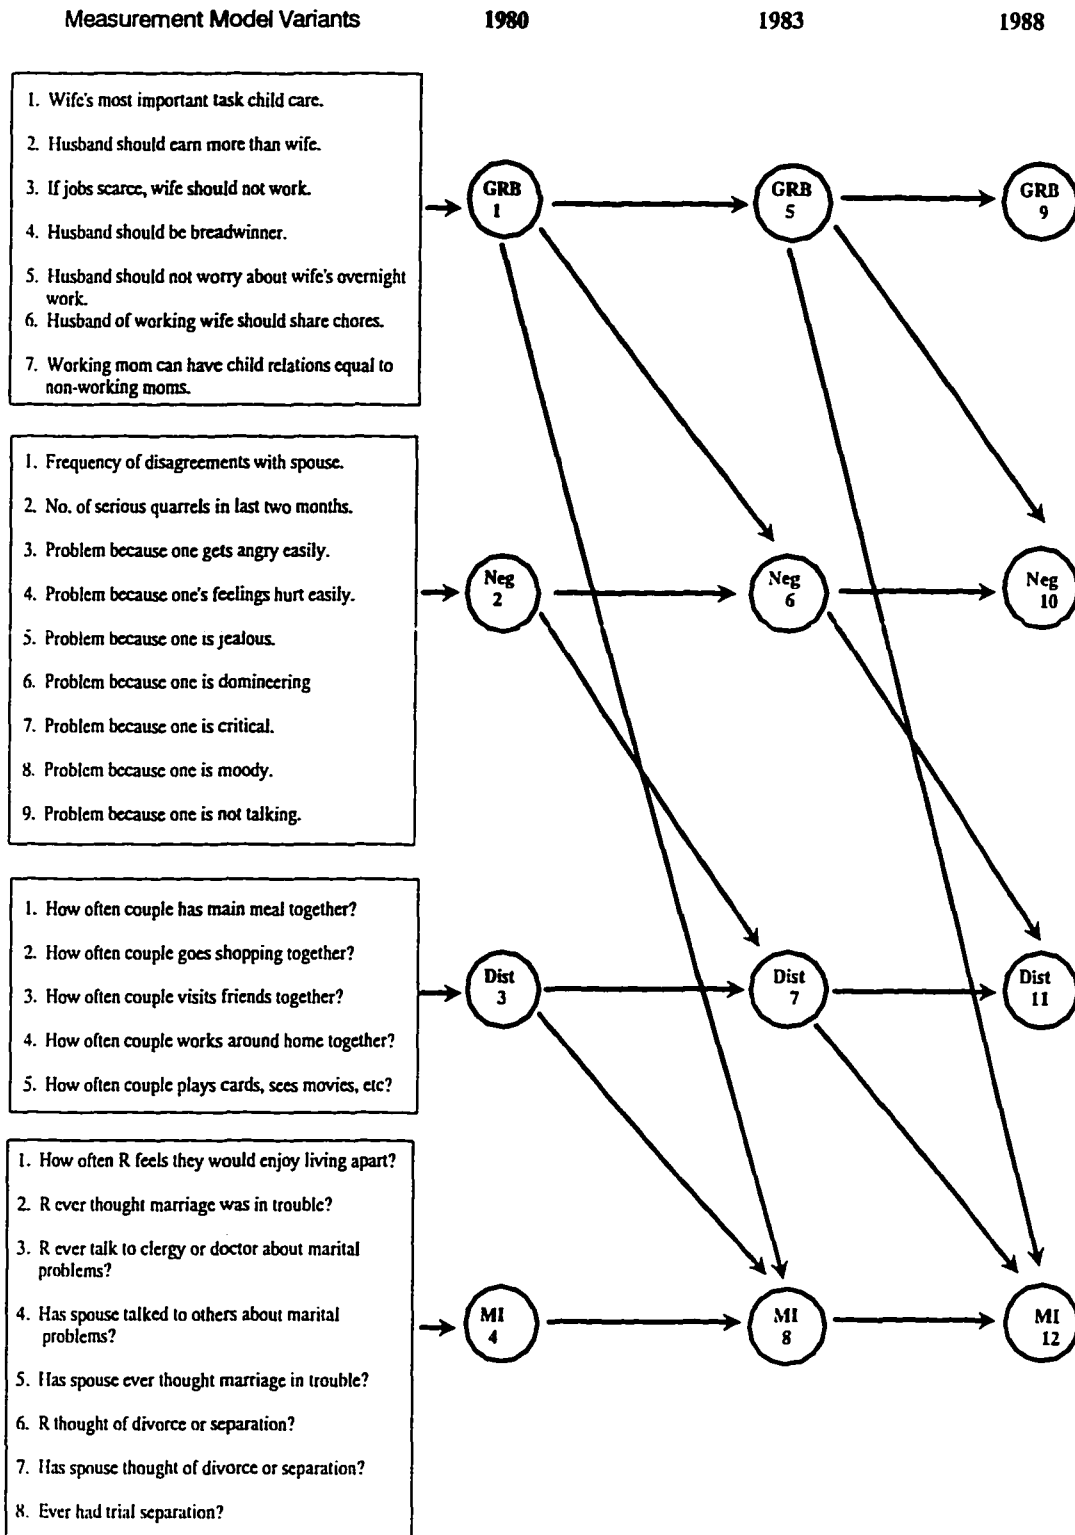 Measurement Model Variants 1980 1983 1988
1. Wife's most important task child care.
2. Husband should earn more than wife.
3. If jobs scarce, wife should not work.
4. Husband should be breadwinner.
5. Husband should not worry about wife's overnight
work.
6. Husband of working wife should share chores.
7. Working mom can have child relations equal to
non-working moms.
GRB
1
GRB
5
GRB
9
1. Frequency of disagreements with spouse.
2. No. of serious quarrels in last two months.
3. Problem because one gets angry easily.
4. Problem because one's feelings hurt easily.
5. Problem because one is jealous.
6. Problem because one is domineering
7. Problem because one is critical.
8. Problem because one is moody.
9. Problem because one is not talking.
Neg
2
Neg
6
Neg
10
1. How often couple has main meal together?
2. How often couple goes shopping together?
3. How often couple visits friends together?
4. How often couple works around home together?
5. How often couple plays cards, sees movies, etc?
Dist
3
Dist
7
Dist
11
1. How often R feels they would enjoy living apart?
2. R ever thought marriage was in trouble?
3. R ever talk to clergy or doctor about marital
problems?
4. Has spouse talked to others about marital
problems?
5. Has spouse ever thought marriage in trouble?
6. R thought of divorce or separation?
7. Has spouse thought of divorce or separation?
8. Ever had trial separation?
MI
4
MI
8
MI
12